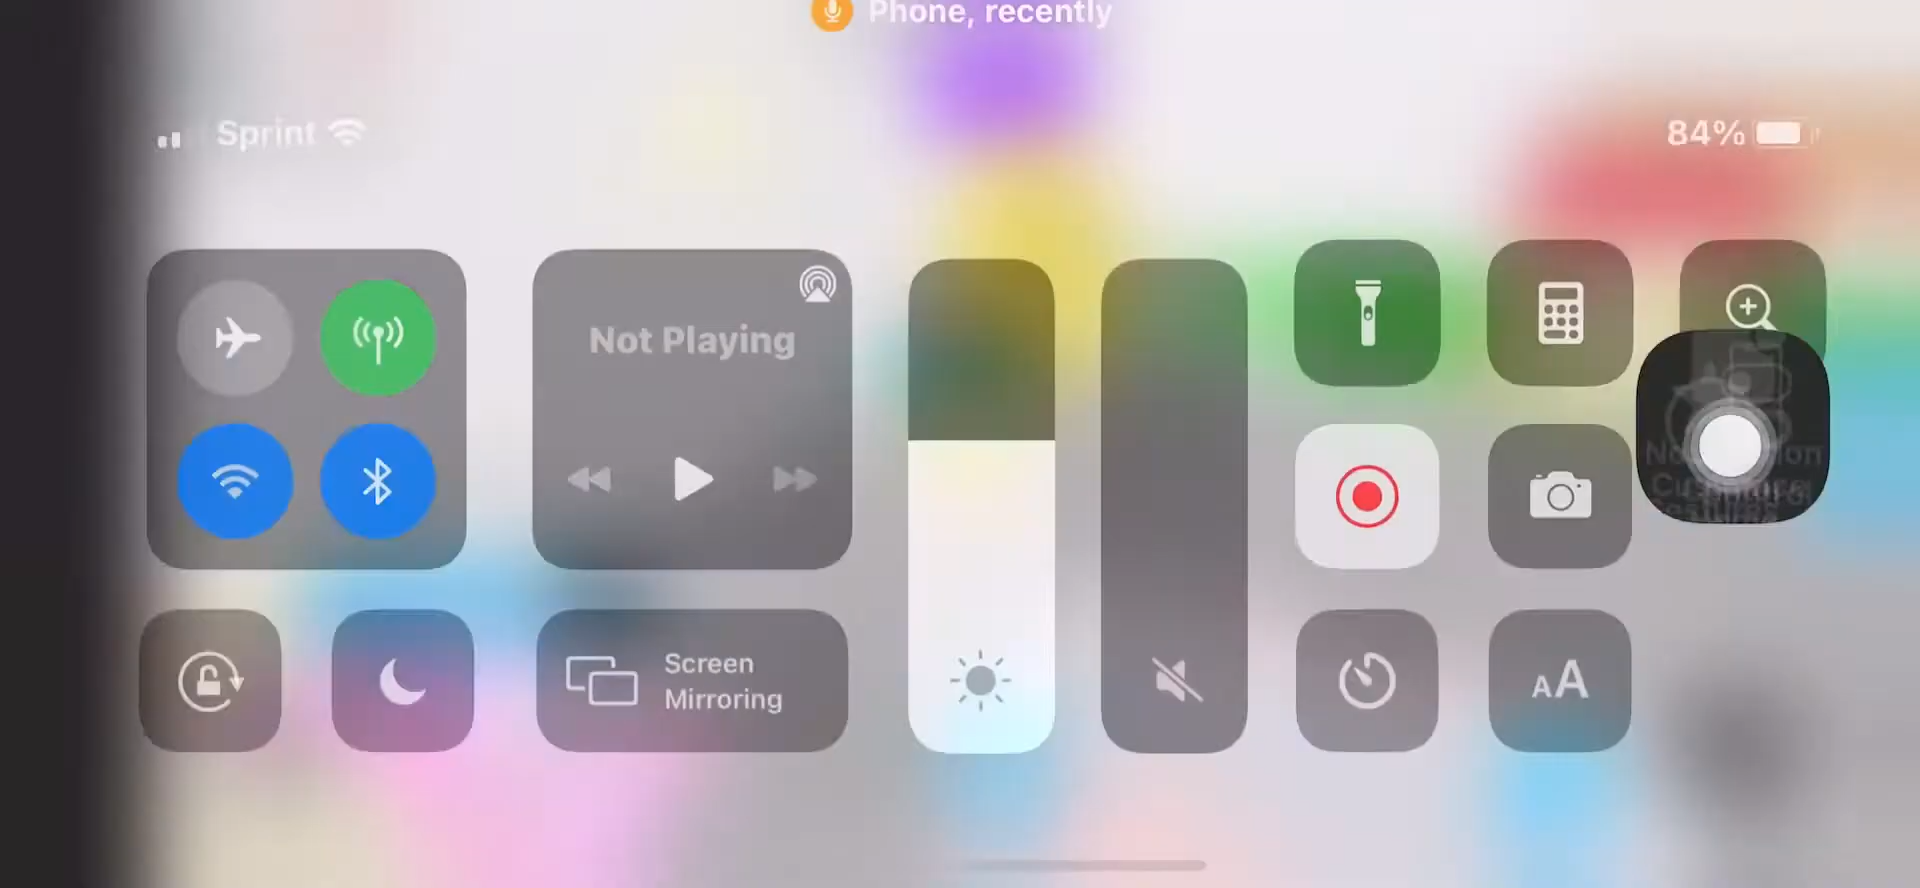 Phone, recently
Sprint
84%
Not Playing
Screen
Mirroring
AA